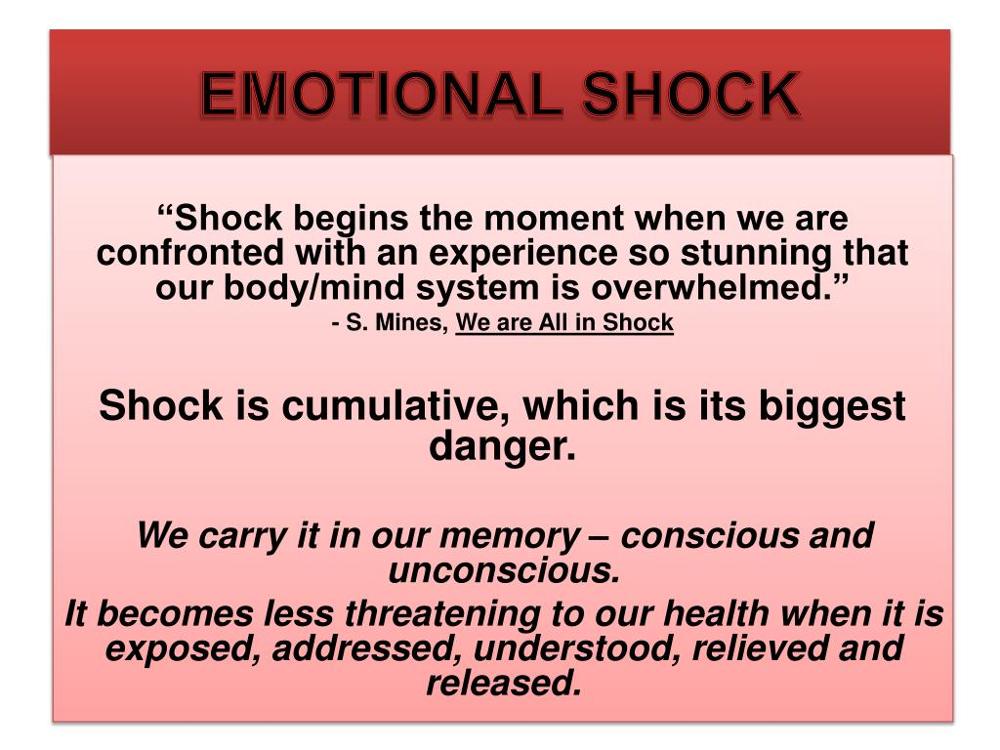 EMOTIONAL SHOCK
“Shock begins the moment when we are
confronted with an experience so stunning that
our body/mind system is overwhelmed.”
- S. Mines, We are All in Shock
Shock is cumulative, which is its biggest
danger.
We carry it in our memory – conscious and
unconscious.
It becomes less threatening to our health when it is
exposed, addressed, understood, relieved and
released.